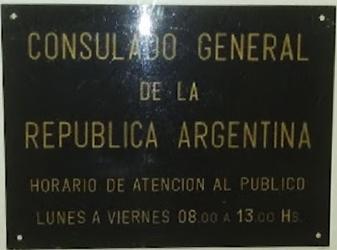 CONSULADO GENERAL
DE LA
REPUBLICA ARGENTINA
HORARIO DE ATENCION AL PUBLICO
LUNES A VIERNES 08.00 A 13.00 HS.